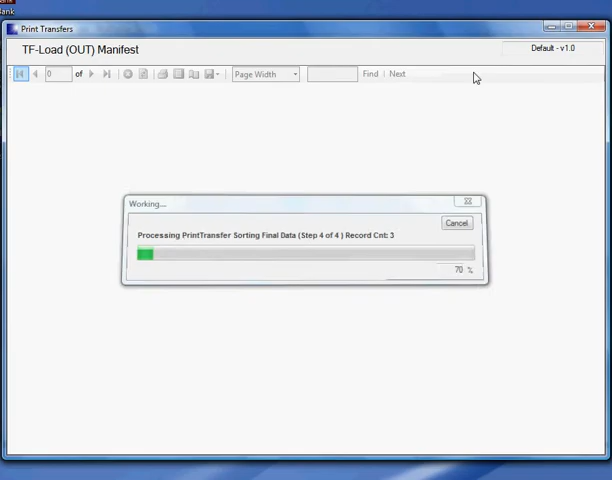 Bank
Print Transfers
TF-Load (OUT) Manifest
Default - v1.0
0 of
Page Width
Find Next
Working....
Cancel
Processing PrintTransfer Sorting Final Data (Step 4 of 4 ) Record Cnt: 3
70 %